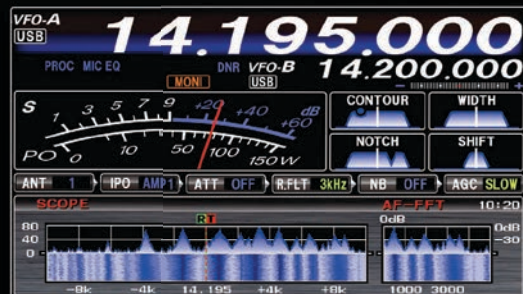 VFO-A
USB
14.195.000
PROC MIC EQ DNR VFO-B 14.200.000
MONI USB
S 1 3 5 7 9 +20 +40 +60 dB
PO 0 10 50 100 150 W
CONTOUR WIDTH
NOTCH SHIFT
ANT 1 IPO AMP1 ATT OFF R.FLT 3kHz NB OFF AGC SLOW
SCOPE AF-FFT 10:20
RT 0dB
80 0dB
40 -30
0
-8k -4k 14.195 +4k +8k 1000 3000